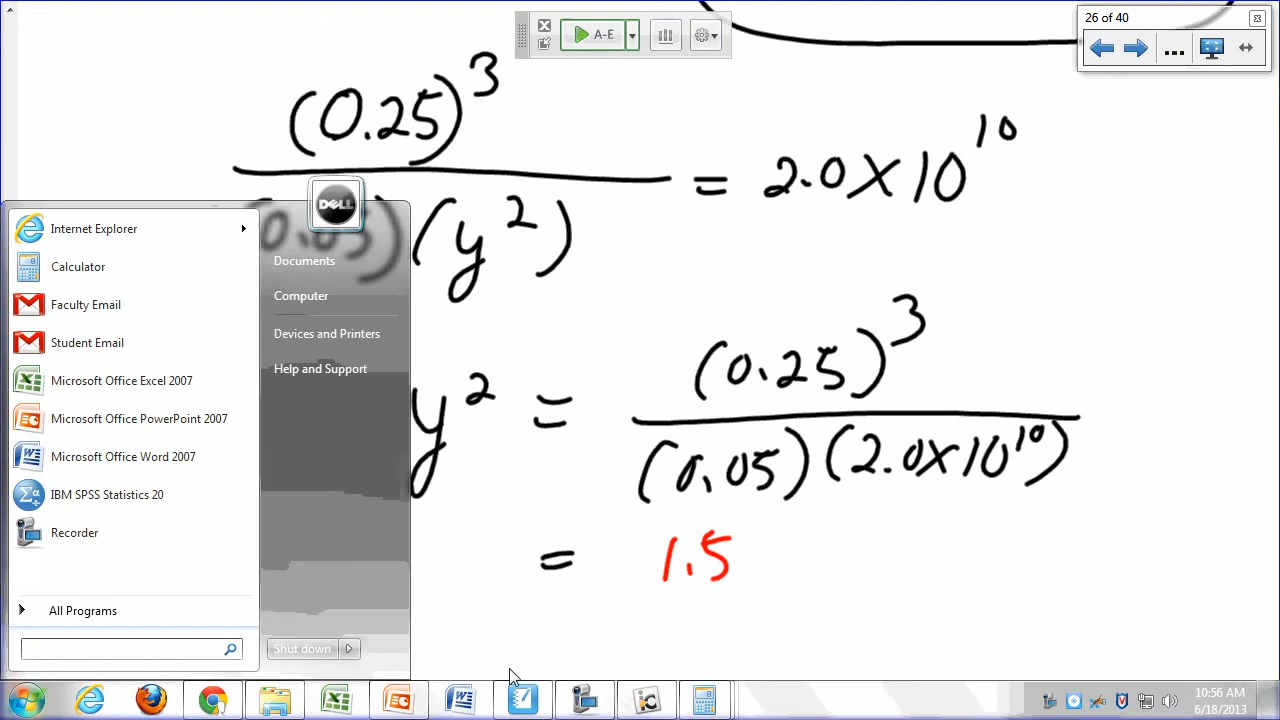 26 of 40
A-E
(0.25)³
= 2.0 X 10¹⁰
(0.05) (y²)
DELL
Internet Explorer
Calculator
Faculty Email
Student Email
Microsoft Office Excel 2007
Microsoft Office PowerPoint 2007
Microsoft Office Word 2007
IBM SPSS Statistics 20
Recorder
All Programs
Documents
Computer
Devices and Printers
Help and Support
Shut down
y² =
(0.25)³
(0.05) (2.0X10¹⁰)
= 1.5
10:56 AM
6/18/2013